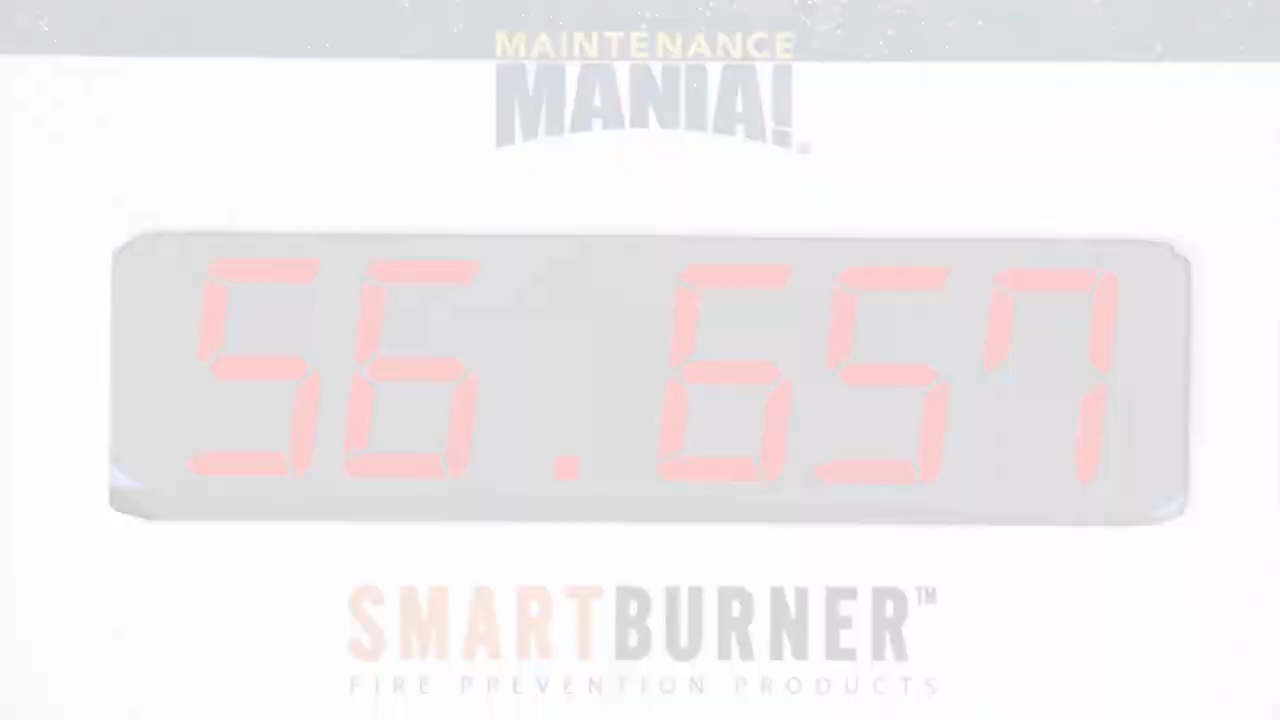 MAINTENANCE
MANIA!
56.657
SMARTBURNER™
FIRE PREVENTION PRODUCTS